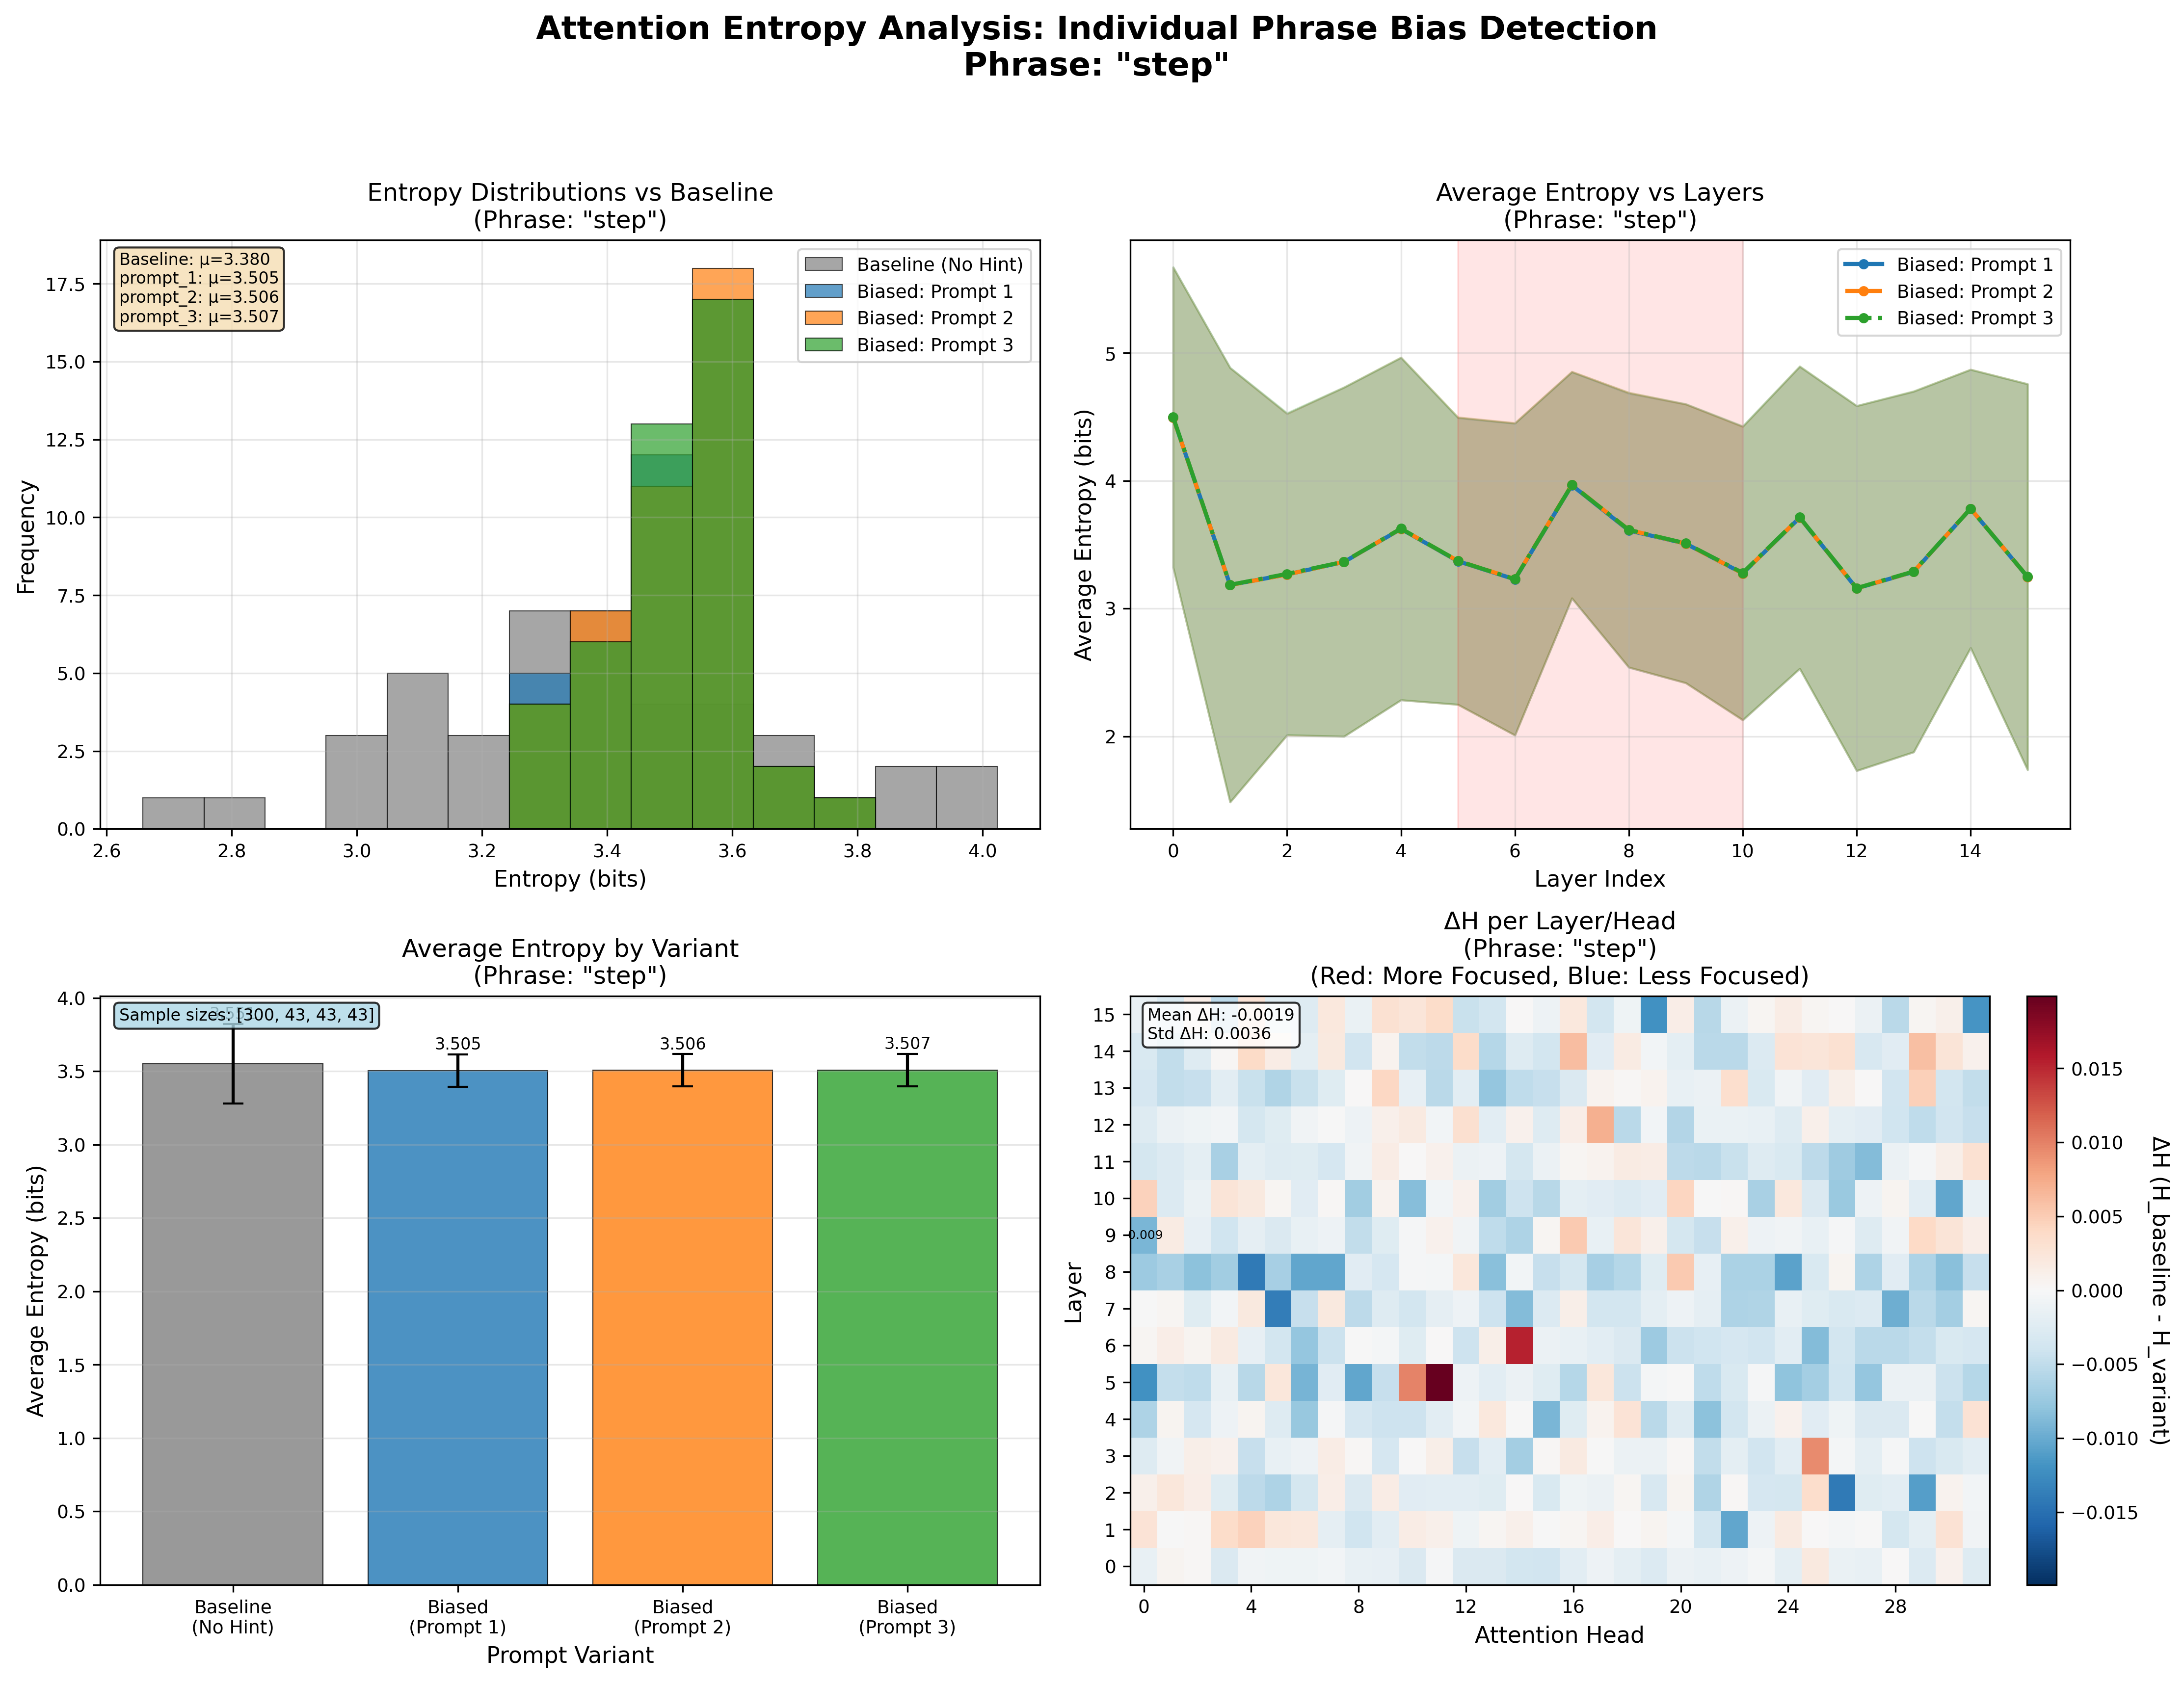 Attention Entropy Analysis: Individual Phrase Bias Detection
Phrase: "step"
Entropy Distributions vs Baseline
(Phrase: "step")
Baseline: μ=3.380
prompt_1: μ=3.505
prompt_2: μ=3.506
prompt_3: μ=3.507
Baseline (No Hint)
Biased: Prompt 1
Biased: Prompt 2
Biased: Prompt 3
Frequency
17.5
15.0
12.5
10.0
7.5
5.0
2.5
0.0
2.6 2.8 3.0 3.2 3.4 3.6 3.8 4.0
Entropy (bits)
Average Entropy vs Layers
(Phrase: "step")
Biased: Prompt 1
Biased: Prompt 2
Biased: Prompt 3
Average Entropy (bits)
5
4
3
2
0 2 4 6 8 10 12 14
Layer Index
Average Entropy by Variant
(Phrase: "step")
Sample sizes: [300, 43, 43, 43]
3.505 3.506 3.507
Average Entropy (bits)
4.0
3.5
3.0
2.5
2.0
1.5
1.0
0.5
0.0
Baseline Biased Biased Biased
(No Hint) (Prompt 1) (Prompt 2) (Prompt 3)
Prompt Variant
ΔH per Layer/Head
(Phrase: "step")
(Red: More Focused, Blue: Less Focused)
Mean ΔH: -0.0019
Std ΔH: 0.0036
Layer
15
14
13
12
11
10
9
8
7
6
5
4
3
2
1
0
0 4 8 12 16 20 24 28
Attention Head
0.015
0.010
0.005
0.000
−0.005
−0.010
−0.015
ΔH (H_baseline - H_variant)